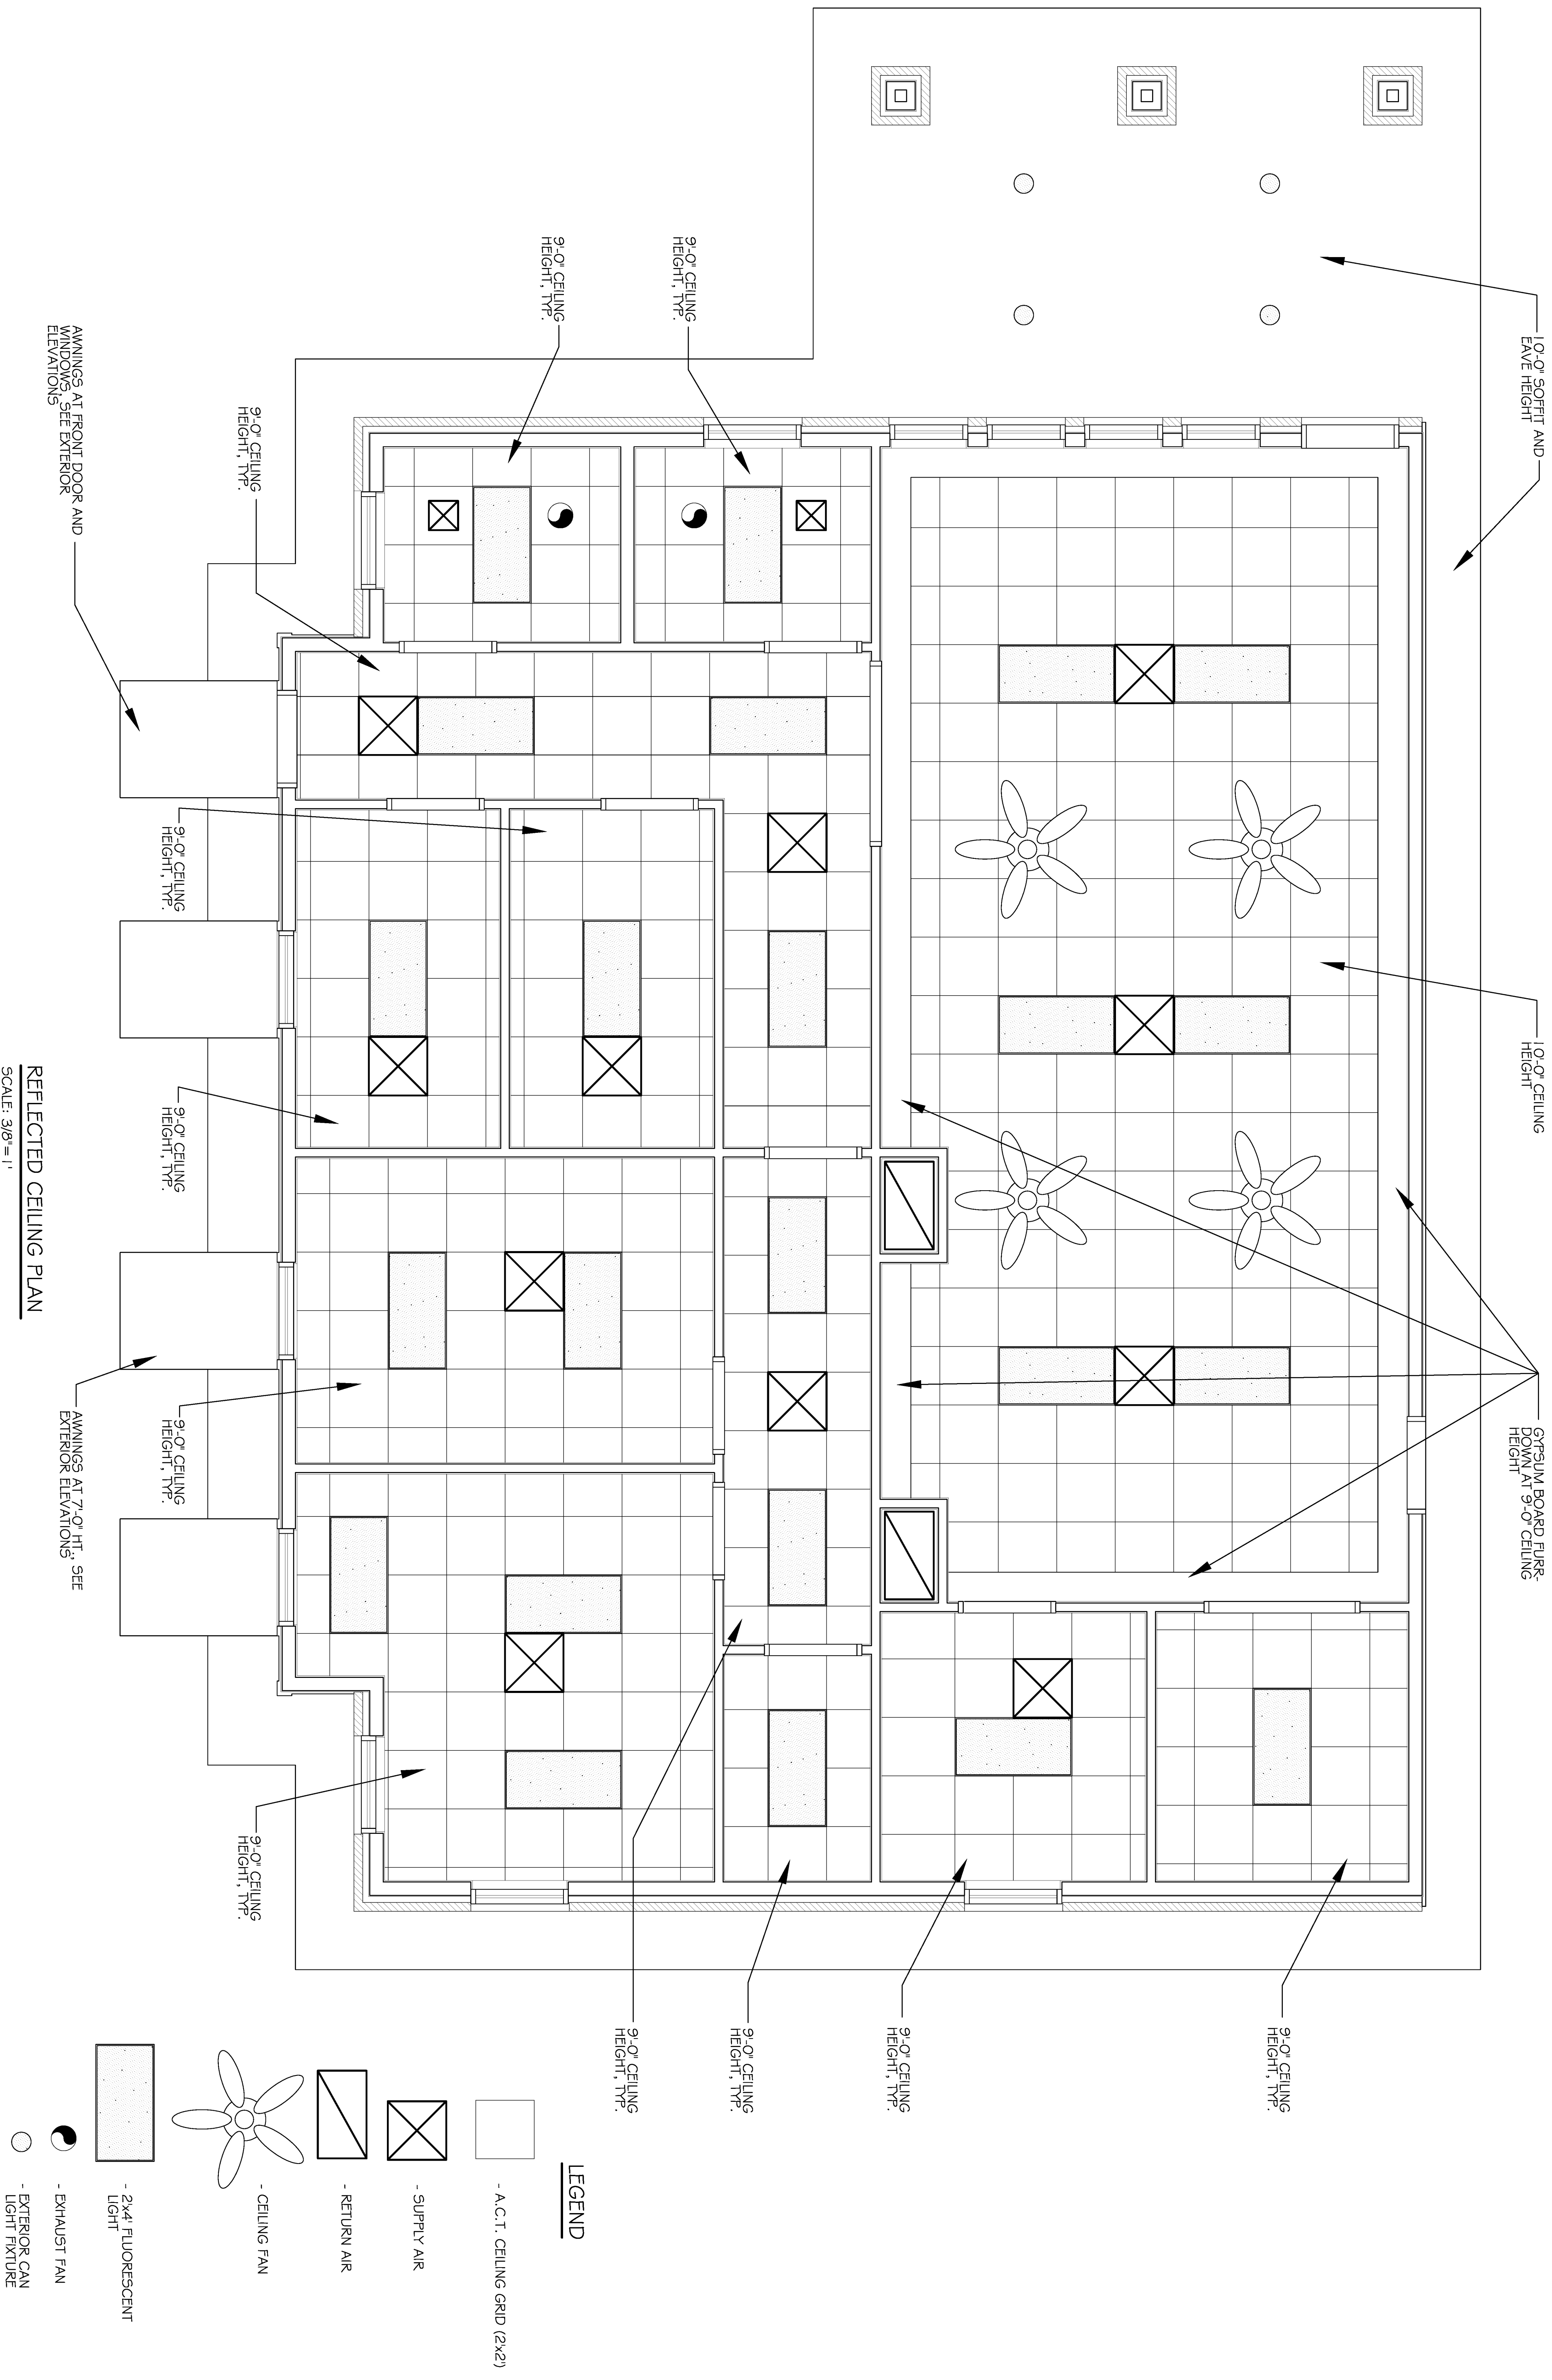 10'-0" SOFFIT AND
EAVE HEIGHT
10'-0" CEILING
HEIGHT
GYPSUM BOARD FURR-
DOWN AT 9'-0" CEILING
HEIGHT
9'-0" CEILING
HEIGHT, TYP.
9'-0" CEILING
HEIGHT, TYP.
9'-0" CEILING
HEIGHT, TYP.
AWNINGS AT FRONT DOOR AND
WINDOWS, SEE EXTERIOR
ELEVATIONS
9'-0" CEILING
HEIGHT, TYP.
9'-0" CEILING
HEIGHT, TYP.
9'-0" CEILING
HEIGHT, TYP.
AWNINGS AT 7'-0" HT., SEE
EXTERIOR ELEVATIONS
9'-0" CEILING
HEIGHT, TYP.
9'-0" CEILING
HEIGHT, TYP.
9'-0" CEILING
HEIGHT, TYP.
9'-0" CEILING
HEIGHT, TYP.
9'-0" CEILING
HEIGHT, TYP.
REFLECTED CEILING PLAN
SCALE: 3/8"= 1'
LEGEND
- A.C.T. CEILING GRID (2'x2')
- SUPPLY AIR
- RETURN AIR
- CEILING FAN
- 2'x4' FLUORESCENT
LIGHT
- EXHAUST FAN
- EXTERIOR CAN
LIGHT FIXTURE